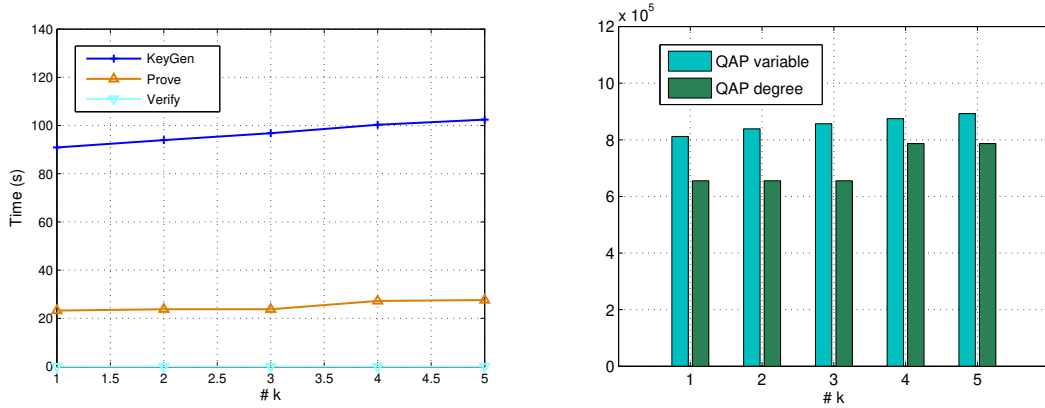 140
120
100
80
60
40
20
0
KeyGen
Prove
Verify
Time (s)
1 1.5 2 2.5 3 3.5 4 4.5 5
# k
x 10^5
12
10
8
6
4
2
0
QAP variable
QAP degree
1 2 3 4 5
# k